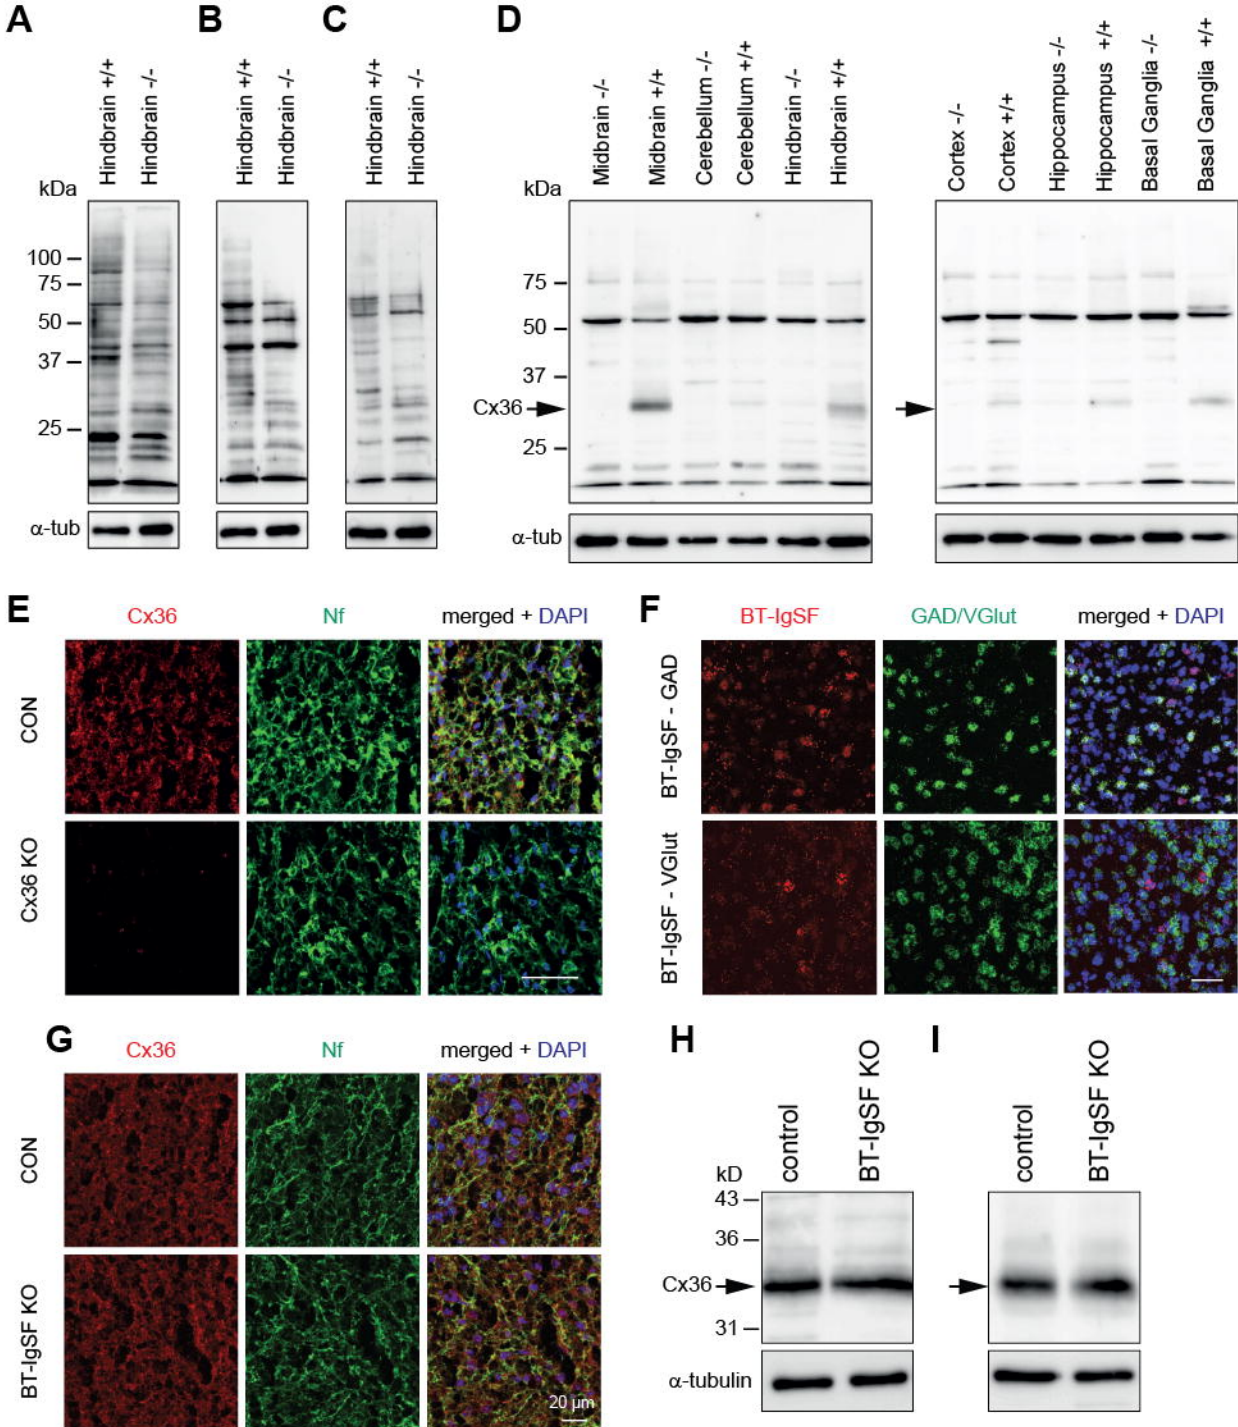 A
B
C
D
Hindbrain +/+
Hindbrain -/-
Hindbrain +/+
Hindbrain -/-
Hindbrain +/+
Hindbrain -/-
Midbrain -/-
Midbrain +/+
Cerebellum -/-
Cerebellum +/+
Hindbrain -/-
Hindbrain +/+
Cortex -/-
Cortex +/+
Hippocampus -/-
Hippocampus +/+
Basal Ganglia -/-
Basal Ganglia +/+
kDa
100
75
50
37
25
α-tub
kDa
75
50
37
Cx36
25
α-tub
E
Cx36
Nf
merged + DAPI
CON
Cx36 KO
F
BT-IgSF
GAD/VGlut
merged + DAPI
BT-IgSF - GAD
BT-IgSF - VGlut
G
Cx36
Nf
merged + DAPI
CON
BT-IgSF KO
20 µm
H
control
BT-IgSF KO
kD
43
36
Cx36
31
α-tubulin
I
control
BT-IgSF KO